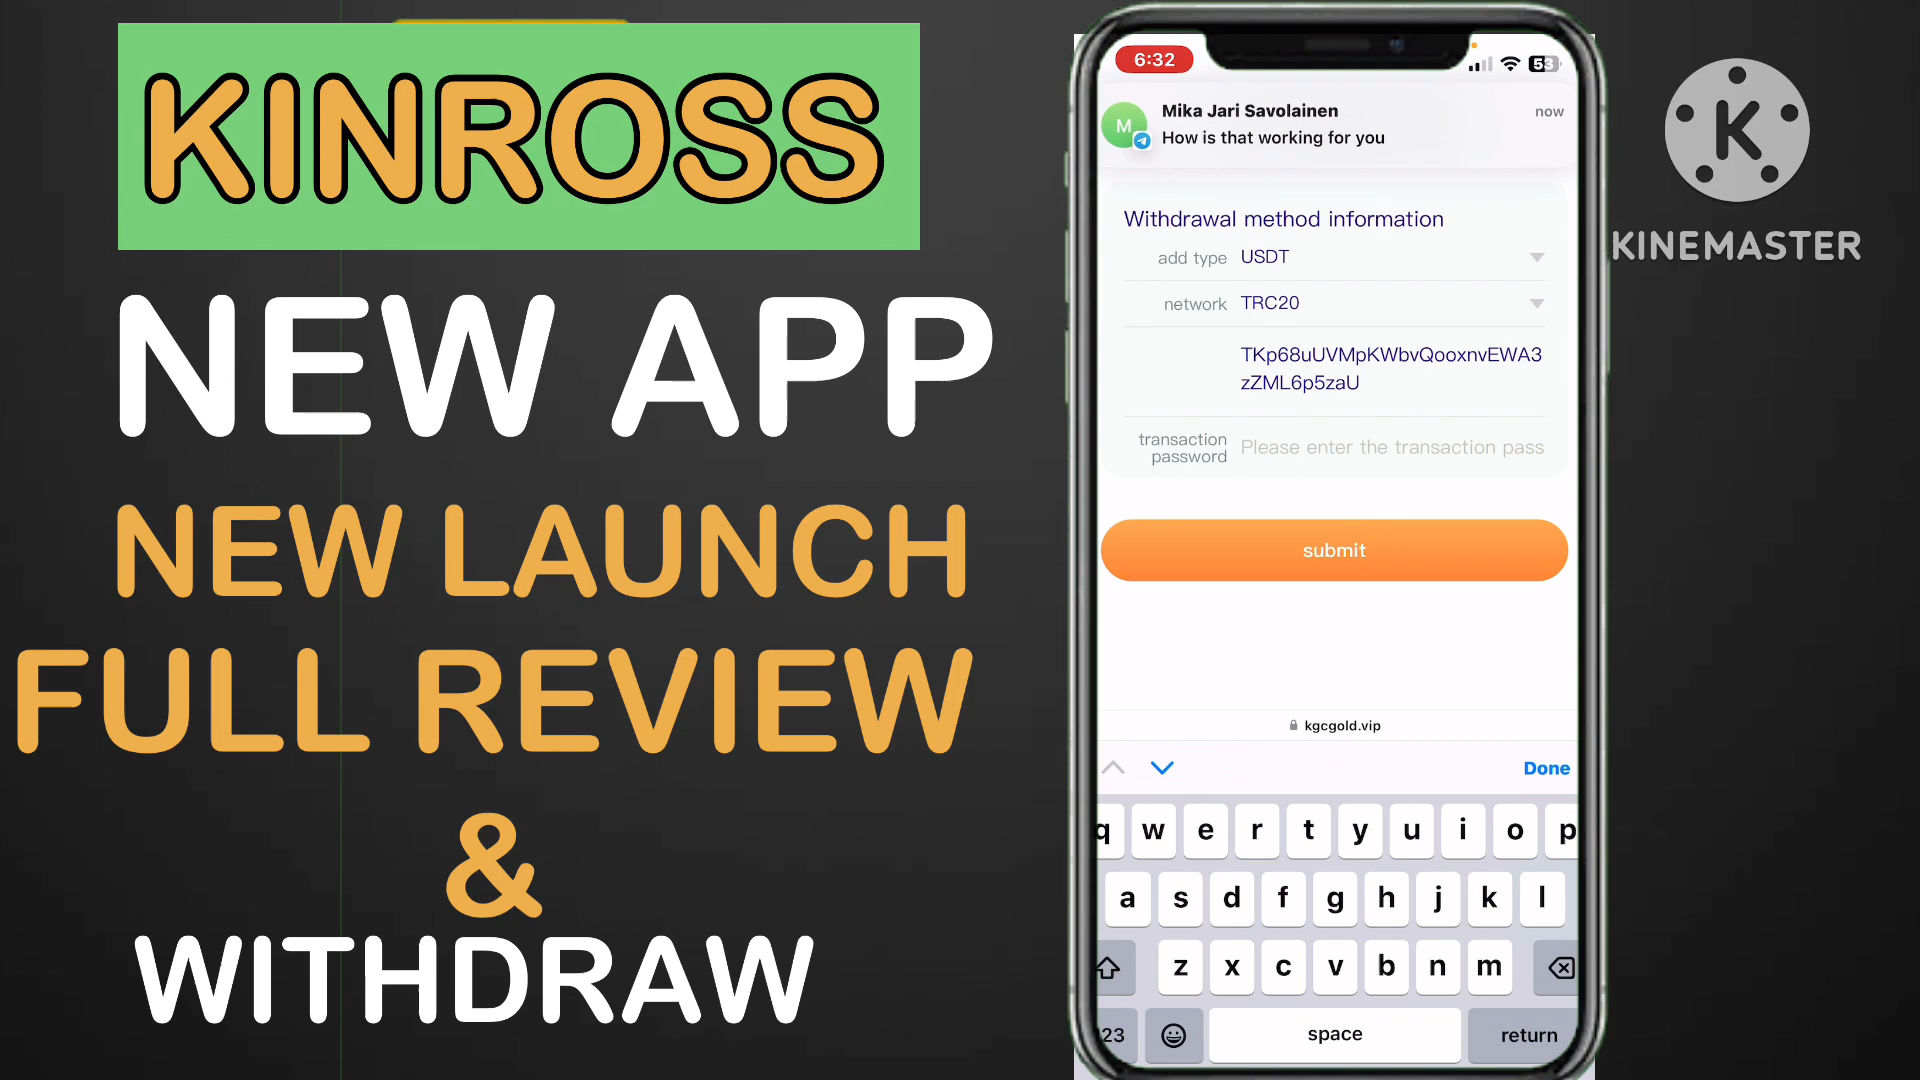 KINROSS
NEW APP
NEW LAUNCH
FULL REVIEW
&
WITHDRAW
6:32
53
M
Mika Jari Savolainen
now
How is that working for you
Withdrawal method information
add type USDT
network TRC20
TKp68uUVMpKWbvQooxnvEWA3
zZML6p5zaU
transaction
password
Please enter the transaction pass
submit
kgcgold.vip
Done
q w e r t y u i o p
a s d f g h j k l
z x c v b n m
123 space return
K
KINEMASTER